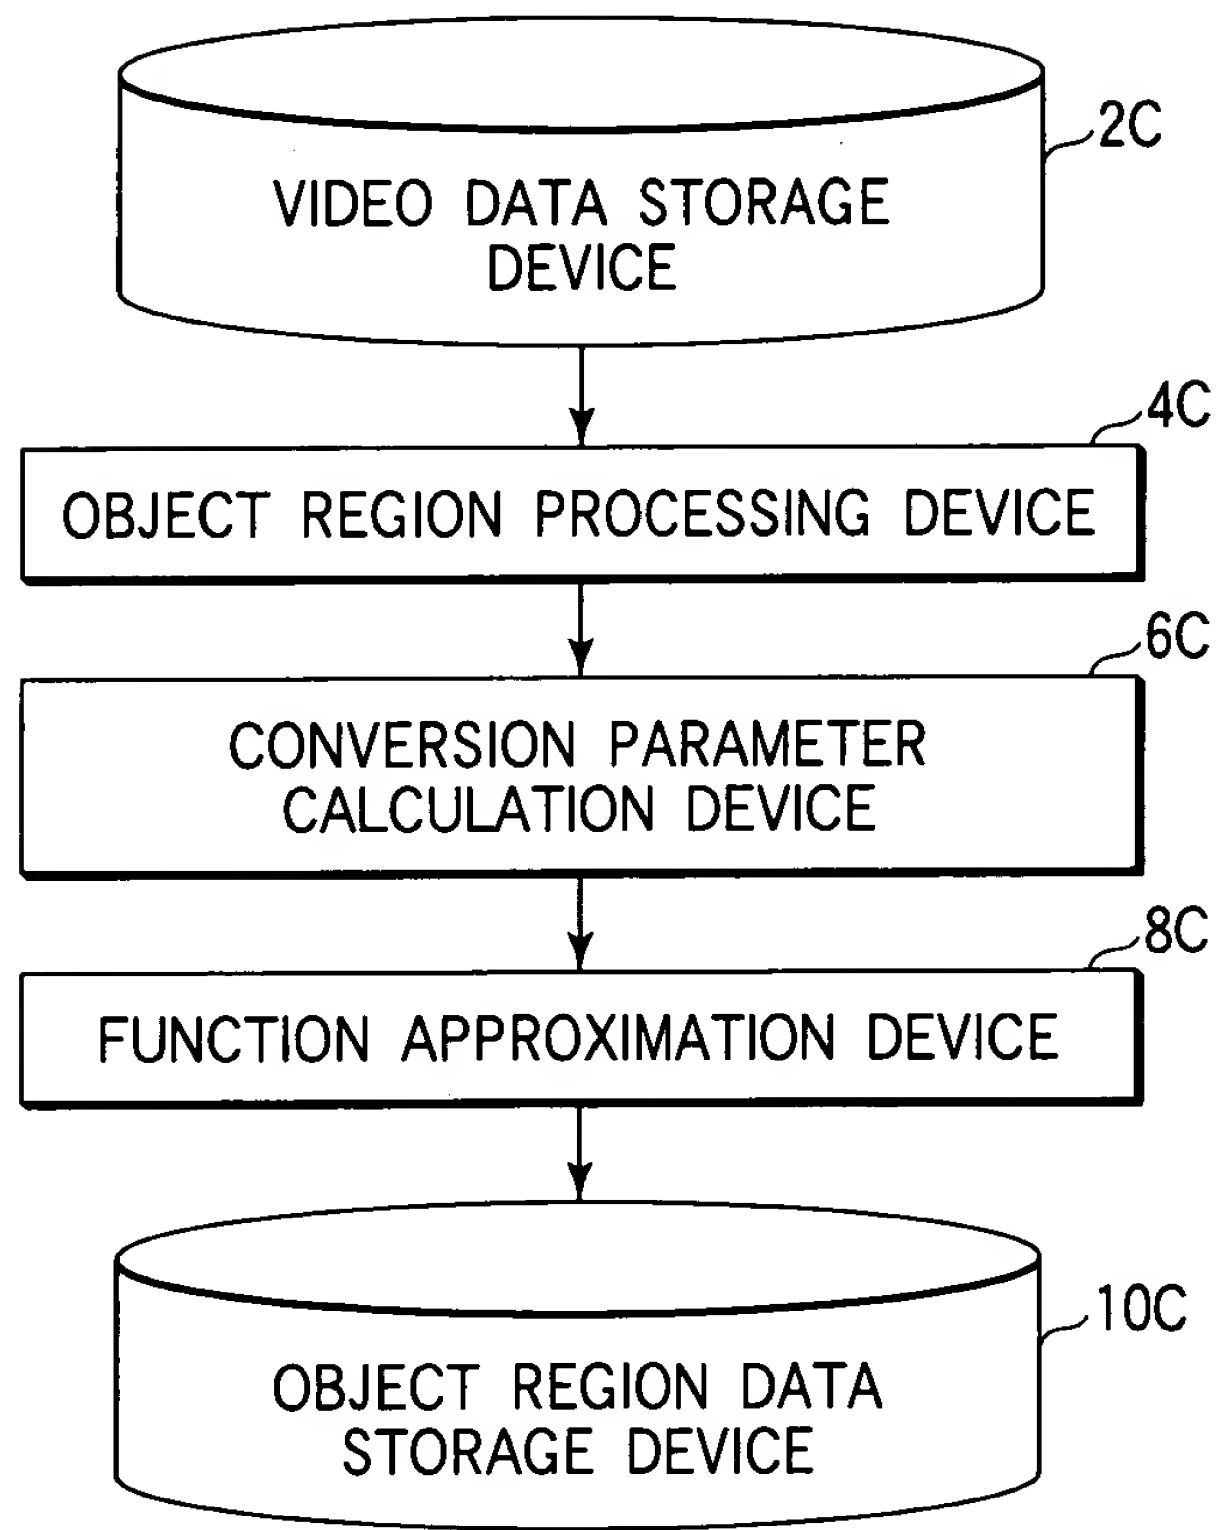 2C
VIDEO DATA STORAGE
DEVICE
4C
OBJECT REGION PROCESSING DEVICE
6C
CONVERSION PARAMETER
CALCULATION DEVICE
8C
FUNCTION APPROXIMATION DEVICE
10C
OBJECT REGION DATA
STORAGE DEVICE